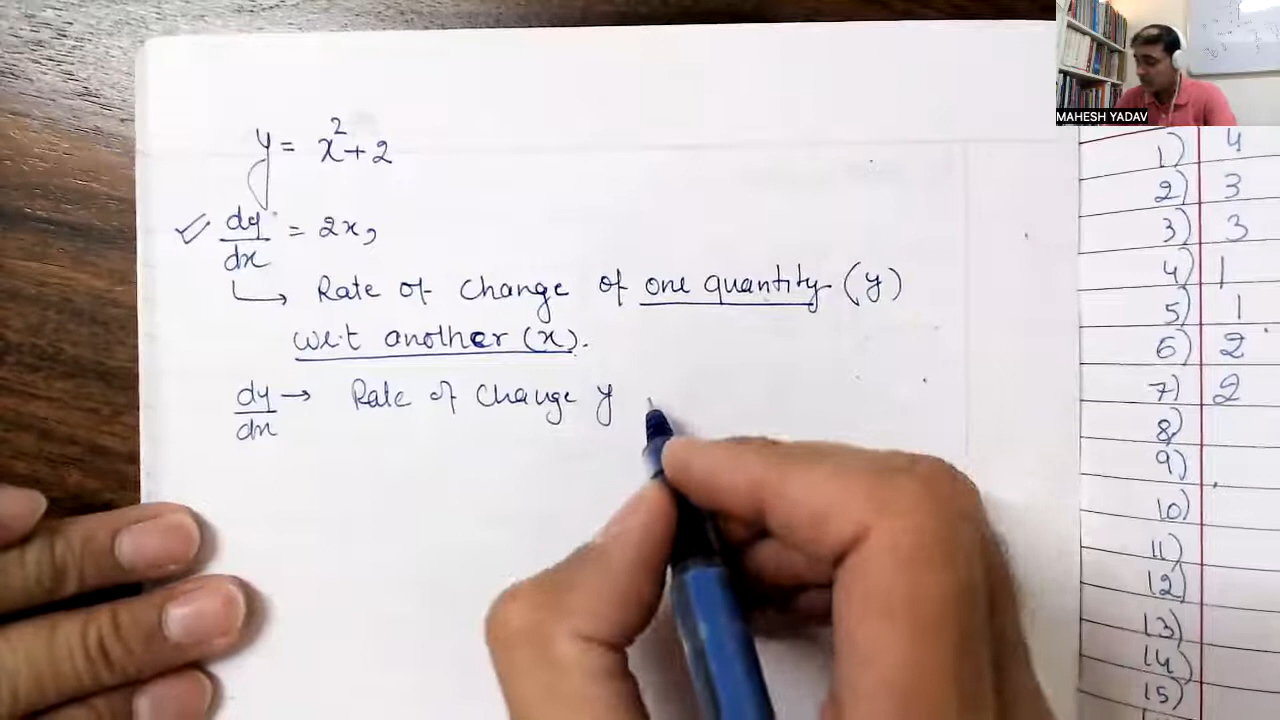 y = x²+2
dy/dx = 2x,
Rate of change of one quantity (y)
w.r.t another (x).
dy/dx → Rate of change y
MAHESH YADAV
1) 4
2) 3
3) 3
4) 1
5) 1
6) 2
7) 2
8)
9)
10)
11)
12)
13)
14)
15)